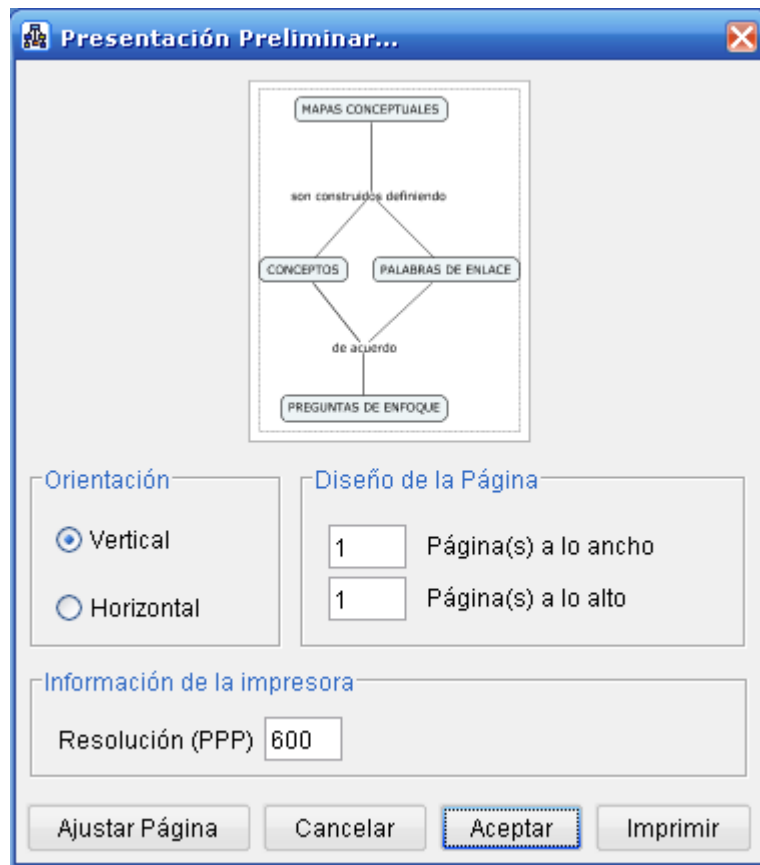 Presentación Preliminar...
MAPAS CONCEPTUALES
son construidos definiendo
CONCEPTOS PALABRAS DE ENLACE
de acuerdo
PREGUNTAS DE ENFOQUE
Orientación
Vertical
Horizontal
Diseño de la Página
1 Página(s) a lo ancho
1 Página(s) a lo alto
Información de la impresora
Resolución (PPP) 600
Ajustar Página Cancelar Aceptar Imprimir